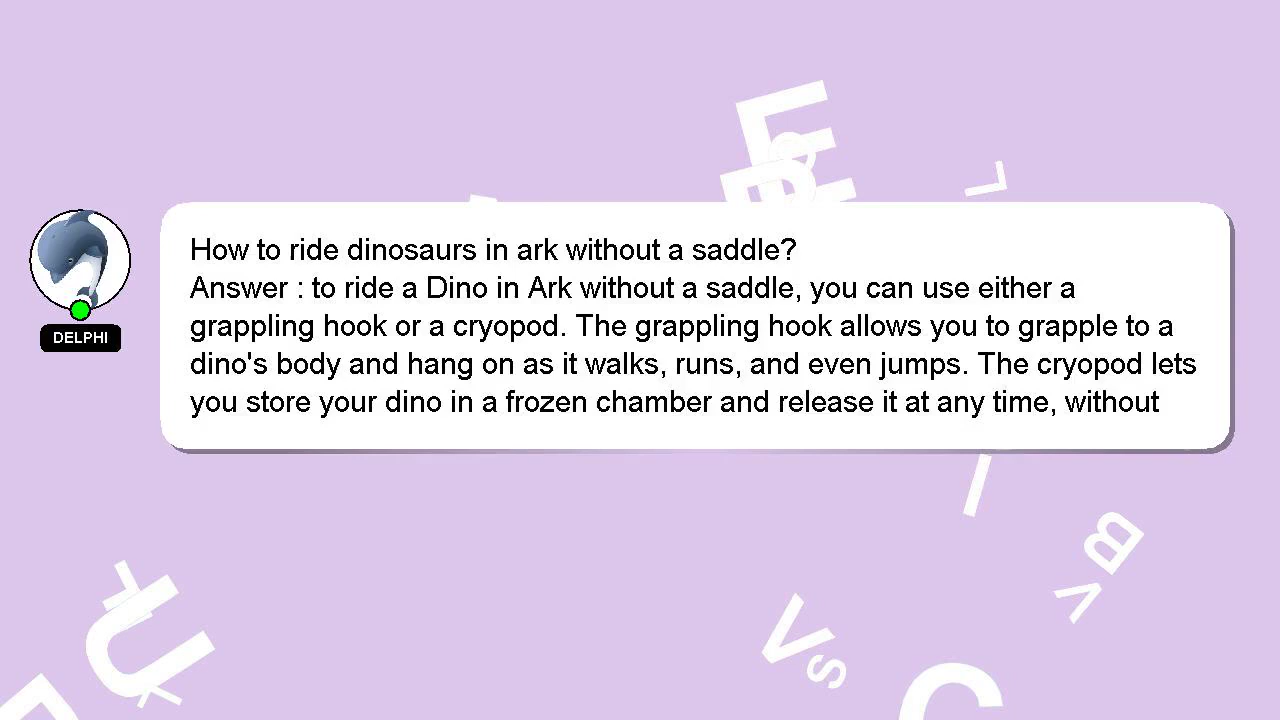 How to ride dinosaurs in ark without a saddle?
Answer : to ride a Dino in Ark without a saddle, you can use either a
grappling hook or a cryopod. The grappling hook allows you to grapple to a
dino's body and hang on as it walks, runs, and even jumps. The cryopod lets
you store your dino in a frozen chamber and release it at any time, without
DELPHI
E
L
I
B
V
U
V
S
C